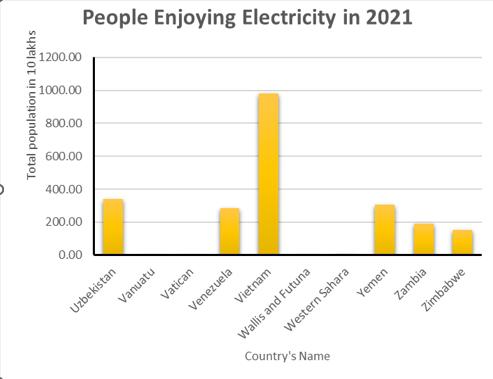 People Enjoying Electricity in 2021
Total population in 10 lakhs
1200.00
1000.00
800.00
600.00
400.00
200.00
0.00
Uzbekistan
Vanuatu
Vatican
Venezuela
Vietnam
Wallis and Futuna
Western Sahara
Yemen
Zambia
Zimbabwe
Country's Name